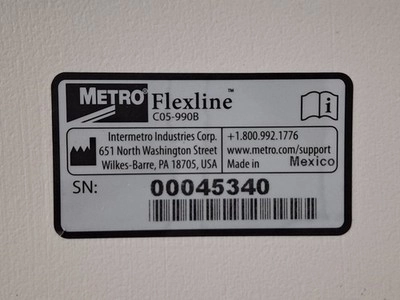 METRO Flexline™
C05-990B
Intermetro Industries Corp.
651 North Washington Street
Wilkes-Barre, PA 18705, USA
+1.800.992.1776
www.metro.com/support
Made in Mexico
SN: 00045340